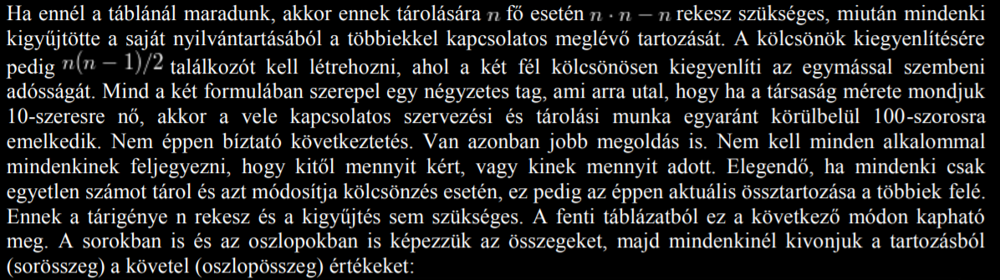 Ha ennél a táblánál maradunk, akkor ennek tárolására n fő esetén n · n − n rekesz szükséges, miután mindenki
kigyűjtötte a saját nyilvántartásából a többiekkel kapcsolatos meglévő tartozását. A kölcsönök kiegyenlítésére
pedig n(n − 1)/2 találkozót kell létrehozni, ahol a két fél kölcsönösen kiegyenlíti az egymással szembeni
adósságát. Mind a két formulában szerepel egy négyzetes tag, ami arra utal, hogy ha a társaság mérete mondjuk
10-szeresre nő, akkor a vele kapcsolatos szervezési és tárolási munka egyaránt körülbelül 100-szorosra
emelkedik. Nem éppen bíztató következtetés. Van azonban jobb megoldás is. Nem kell minden alkalommal
mindenkinek feljegyezni, hogy kitől mennyit kért, vagy kinek mennyit adott. Elegendő, ha mindenki csak
egyetlen számot tárol és azt módosítja kölcsönzés esetén, ez pedig az éppen aktuális össztartozása a többiek felé.
Ennek a tárigénye n rekesz és a kigyűjtés sem szükséges. A fenti táblázatból ez a következő módon kapható
meg. A sorokban is és az oszlopokban is képezzük az összegeket, majd mindenkinél kivonjuk a tartozásból
(sorösszeg) a követel (oszlopösszeg) értékeket: